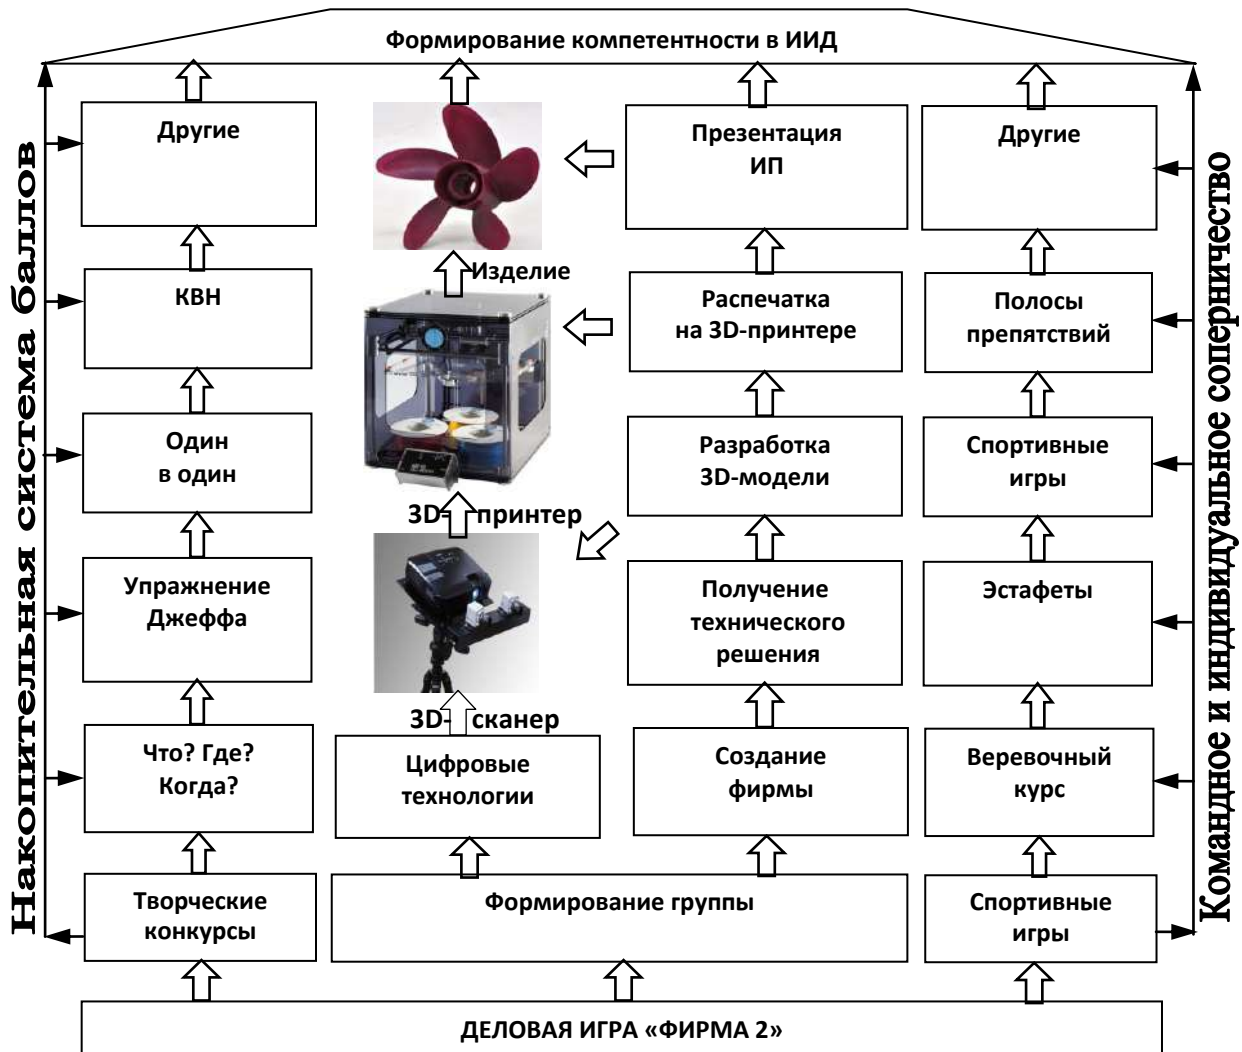 Формирование компетентности в ИИД
Накопительная система баллов
Командное и индивидуальное соперничество
Другие
Презентация
ИП
Другие
Изделие
КВН
Распечатка
на 3D-принтере
Полосы
препятствий
Один
в один
Разработка
3D-модели
Спортивные
игры
3D- принтер
Упражнение
Джеффа
Получение
технического
решения
Эстафеты
3D- сканер
Что? Где?
Когда?
Цифровые
технологии
Создание
фирмы
Веревочный
курс
Творческие
конкурсы
Формирование группы
Спортивные
игры
ДЕЛОВАЯ ИГРА «ФИРМА 2»